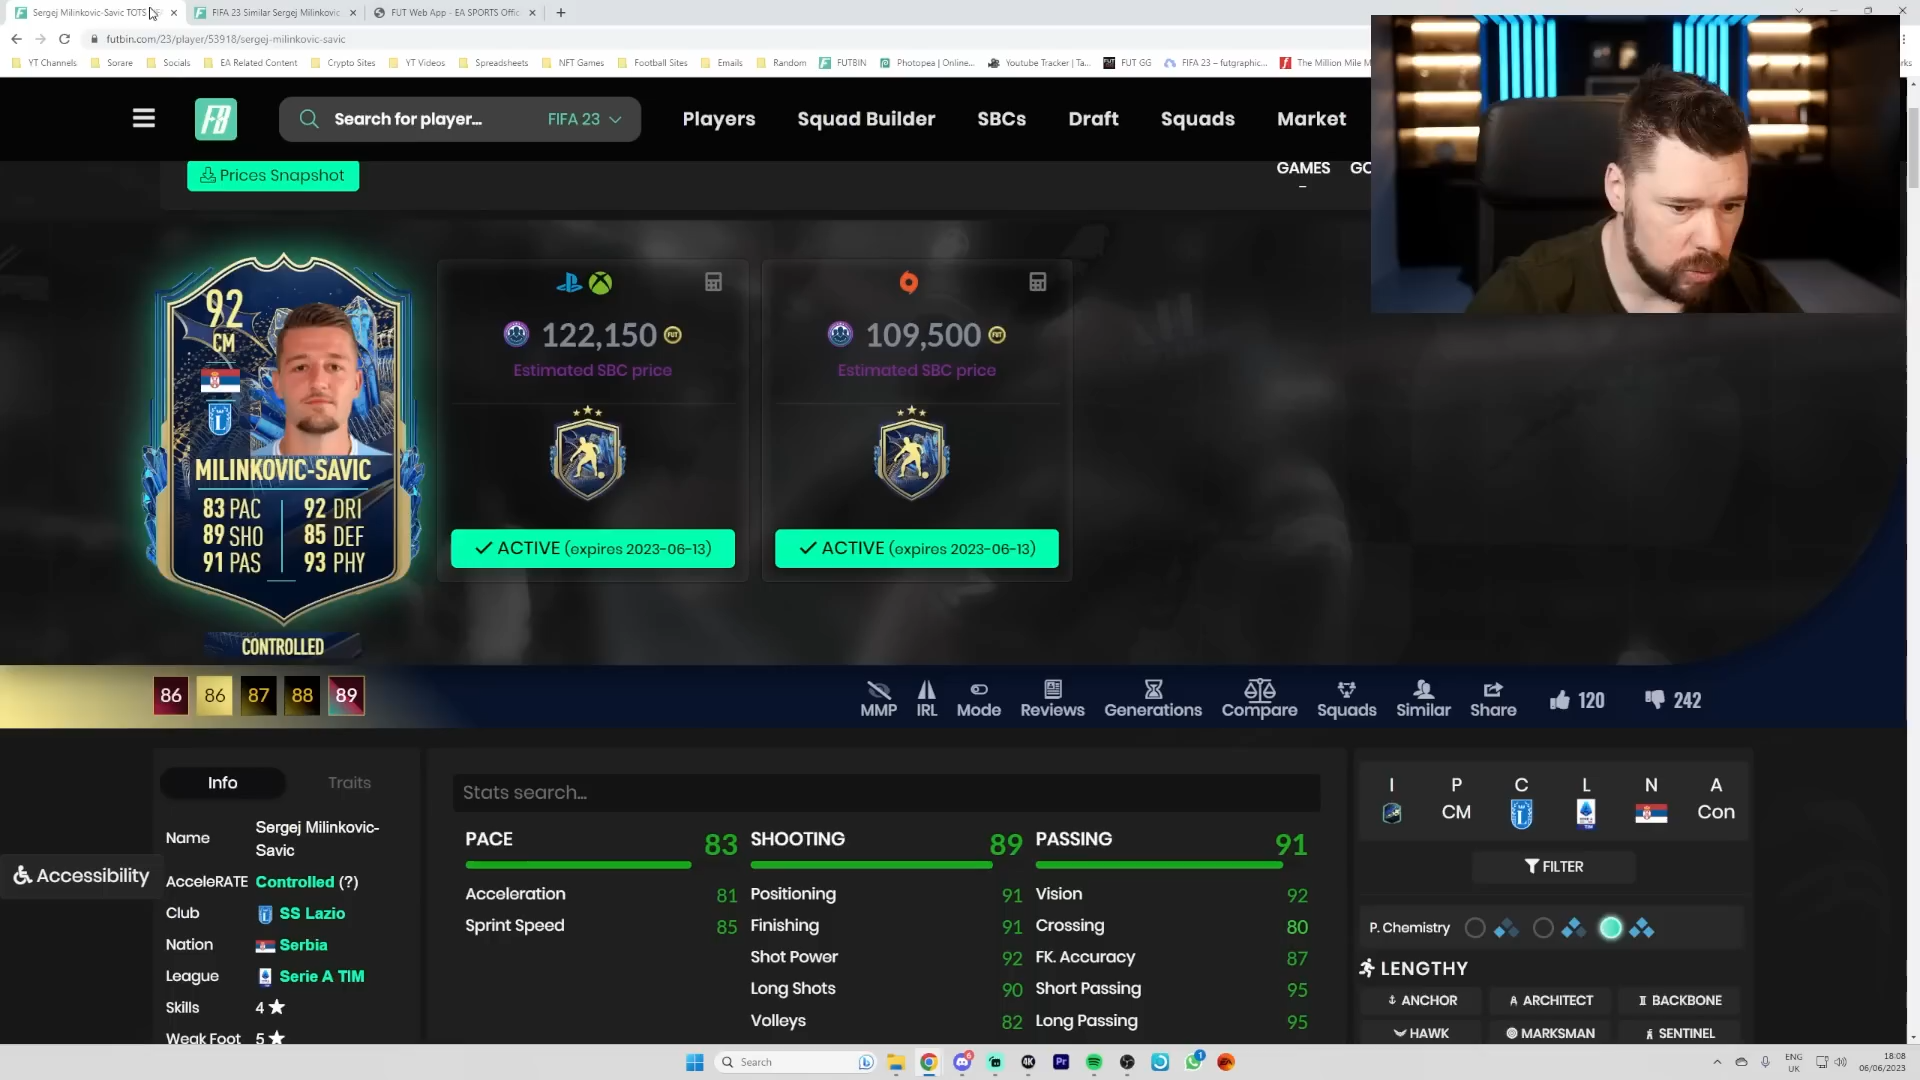 Sergej Milinkovic-Savic TOTS
FIFA 23 Similar Sergej Milinkovic
FUT Web App - EA SPORTS Offic
futbin.com/23/player/53918/sergej-milinkovic-savic
YT Channels
Sorare
Socials
EA Related Content
Crypto Sites
YT Videos
Spreadsheets
NFT Games
Football Sites
Emails
Random
FUTBIN
Photopea | Online...
Youtube Tracker | Ta...
FUT GG
FIFA 23 – futgraphic...
The Million Mile M
Search for player...
FIFA 23
Players
Squad Builder
SBCs
Draft
Squads
Market
Prices Snapshot
GAMES
GO
92
CM
MILINKOVIC-SAVIC
83 PAC 92 DRI
89 SHO 85 DEF
91 PAS 93 PHY
CONTROLLED
122,150
Estimated SBC price
ACTIVE (expires 2023-06-13)
109,500
Estimated SBC price
ACTIVE (expires 2023-06-13)
86 86 87 88 89
MMP
IRL
Mode
Reviews
Generations
Compare
Squads
Similar
Share
120
242
Info
Traits
Name Sergej Milinkovic-
Savic
AcceleRATE Controlled (?)
Club SS Lazio
Nation Serbia
League Serie A TIM
Skills 4
Weak Foot 5
Accessibility
Stats search...
PACE 83
Acceleration 81
Sprint Speed 85
SHOOTING 89
Positioning 91
Finishing 91
Shot Power 92
Long Shots 90
Volleys 82
PASSING 91
Vision 92
Crossing 80
FK. Accuracy 87
Short Passing 95
Long Passing 95
I P C L N A
CM
Con
FILTER
P. Chemistry
LENGTHY
ANCHOR
ARCHITECT
BACKBONE
HAWK
MARKSMAN
SENTINEL
Search
ENG
UK
18:08
06/06/2023